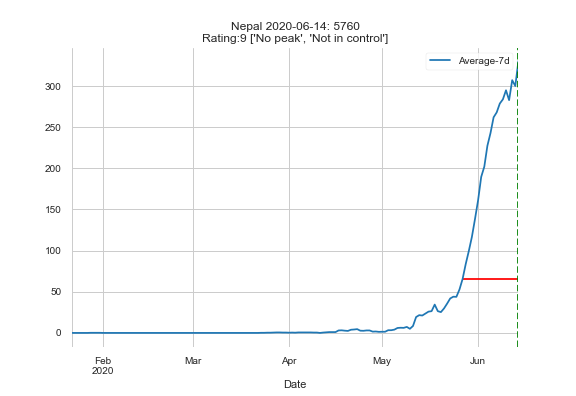 Nepal 2020-06-14: 5760
Rating:9 ['No peak', 'Not in control']
Average-7d
300
250
200
150
100
50
0
Feb
2020
Mar
Apr
May
Jun
Date